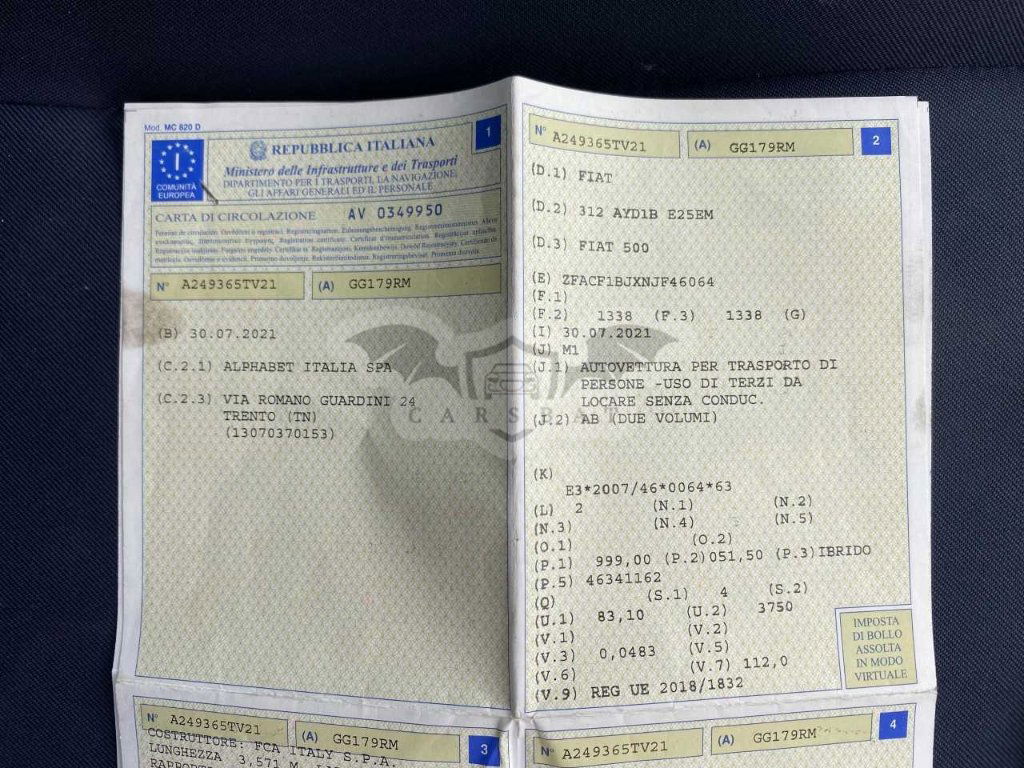 Mod. MC 820 D
1
I
COMUNITÀ
EUROPEA
REPUBBLICA ITALIANA
Ministero delle Infrastrutture e dei Trasporti
DIPARTIMENTO PER I TRASPORTI, LA NAVIGAZIONE,
GLI AFFARI GENERALI ED IL PERSONALE
CARTA DI CIRCOLAZIONE AV 0349950
N° A249365TV21 (A) GG179RM
(B) 30.07.2021
(C.2.1) ALPHABET ITALIA SPA
(C.2.3) VIA ROMANO GUARDINI 24
TRENTO (TN)
(13070370153)
N° A249365TV21 (A) GG179RM 2
(D.1) FIAT
(D.2) 312 AYD1B E25EM
(D.3) FIAT 500
(E) ZFACF1BJXNJF46064
(F.1)
(F.2) 1338 (F.3) 1338 (G)
(I) 30.07.2021
(J) M1
(J.1) AUTOVETTURA PER TRASPORTO DI
PERSONE -USO DI TERZI DA
LOCARE SENZA CONDUC.
(J.2) AB (DUE VOLUMI)
CARSEAT
(K)
E3*2007/46*0064*63
(L) 2 (N.1) (N.2)
(N.3) (N.4) (N.5)
(O.1) (O.2)
(P.1) 999,00 (P.2)051,50 (P.3)IBRIDO
(P.5) 46341162
(Q) (S.1) 4 (S.2)
(U.1) 83,10 (U.2) 3750
(V.1) (V.2)
(V.3) 0,0483 (V.5)
(V.6) (V.7) 112,0
(V.9) REG UE 2018/1832
IMPOSTA
DI BOLLO
ASSOLTA
IN MODO
VIRTUALE
N° A249365TV21 (A) GG179RM 3
COSTRUTTORE: FCA ITALY S.P.A.
LUNGHEZZA 3,571 M
N° A249365TV21 (A) GG179RM 4